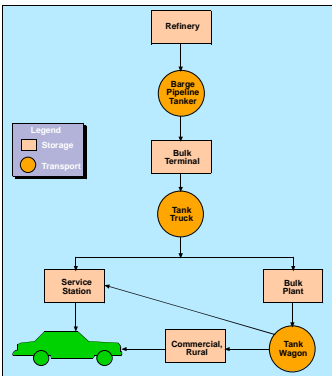 Refinery
Barge
Pipeline
Tanker
Legend
Storage
Transport
Bulk
Terminal
Tank
Truck
Service
Station
Bulk
Plant
Commercial,
Rural
Tank
Wagon